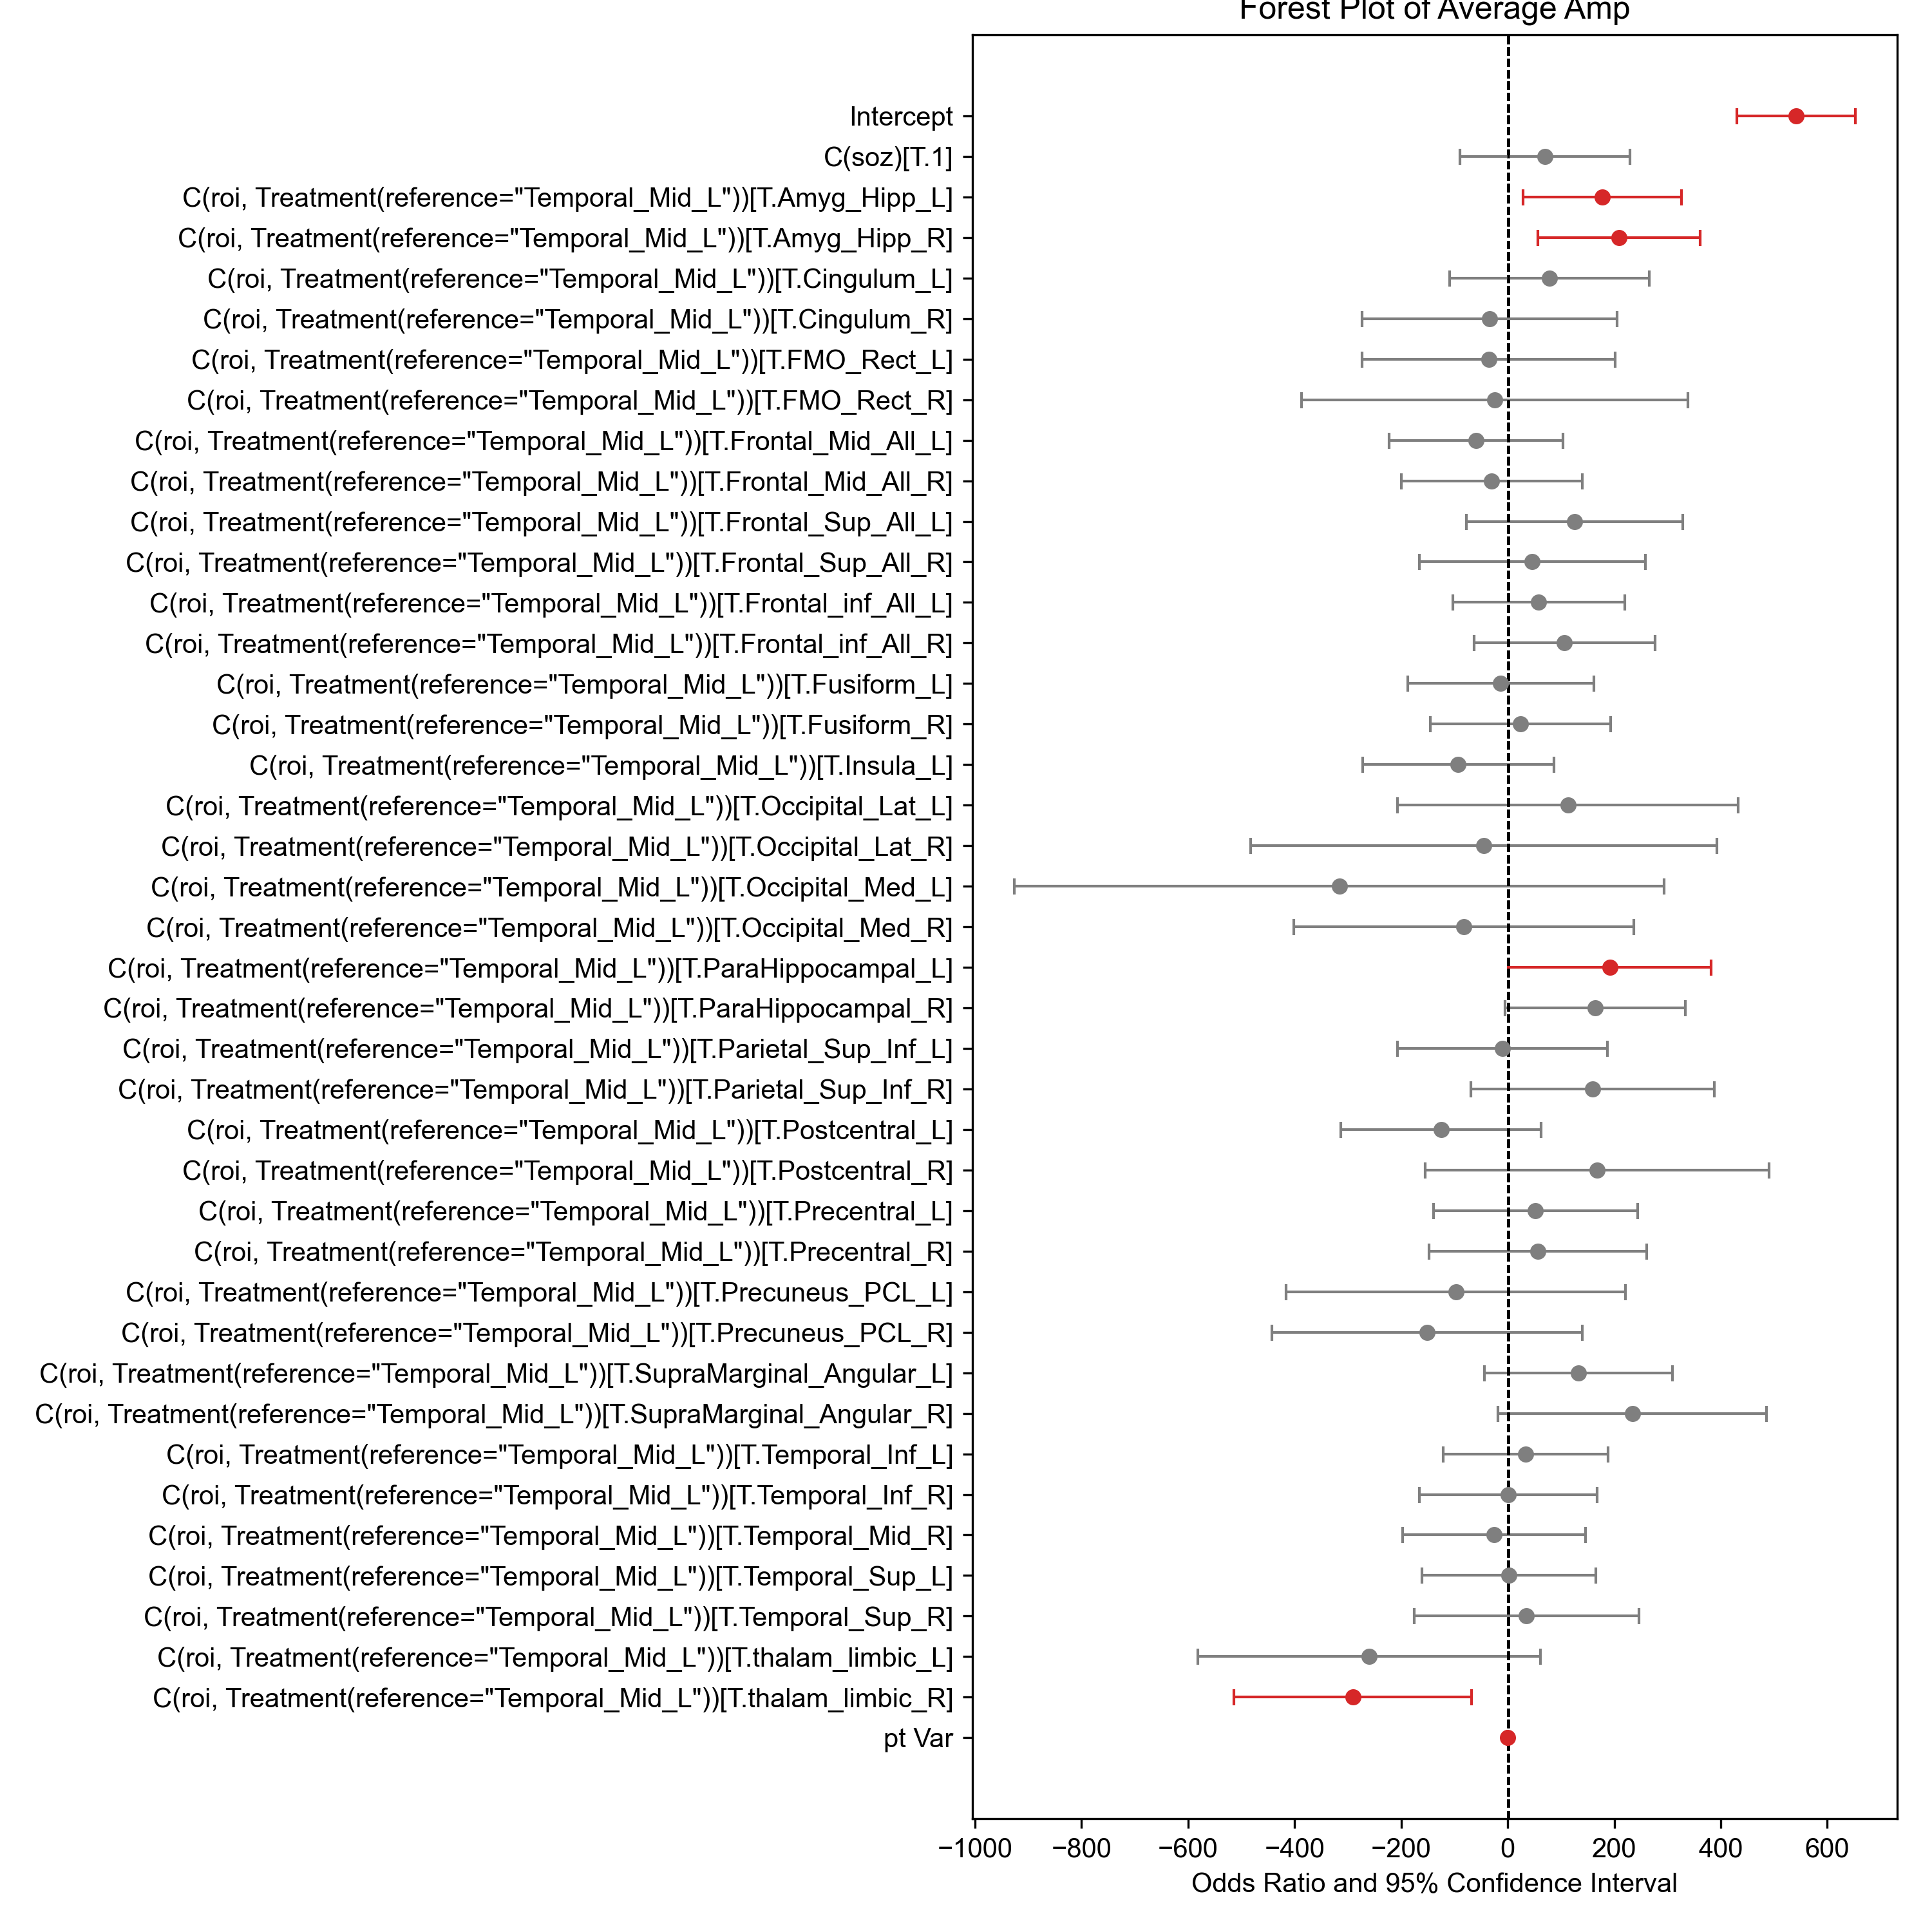 Forest Plot of Average Amp
Intercept
C(soz)[T.1]
C(roi, Treatment(reference="Temporal_Mid_L"))[T.Amyg_Hipp_L]
C(roi, Treatment(reference="Temporal_Mid_L"))[T.Amyg_Hipp_R]
C(roi, Treatment(reference="Temporal_Mid_L"))[T.Cingulum_L]
C(roi, Treatment(reference="Temporal_Mid_L"))[T.Cingulum_R]
C(roi, Treatment(reference="Temporal_Mid_L"))[T.FMO_Rect_L]
C(roi, Treatment(reference="Temporal_Mid_L"))[T.FMO_Rect_R]
C(roi, Treatment(reference="Temporal_Mid_L"))[T.Frontal_Mid_All_L]
C(roi, Treatment(reference="Temporal_Mid_L"))[T.Frontal_Mid_All_R]
C(roi, Treatment(reference="Temporal_Mid_L"))[T.Frontal_Sup_All_L]
C(roi, Treatment(reference="Temporal_Mid_L"))[T.Frontal_Sup_All_R]
C(roi, Treatment(reference="Temporal_Mid_L"))[T.Frontal_inf_All_L]
C(roi, Treatment(reference="Temporal_Mid_L"))[T.Frontal_inf_All_R]
C(roi, Treatment(reference="Temporal_Mid_L"))[T.Fusiform_L]
C(roi, Treatment(reference="Temporal_Mid_L"))[T.Fusiform_R]
C(roi, Treatment(reference="Temporal_Mid_L"))[T.Insula_L]
C(roi, Treatment(reference="Temporal_Mid_L"))[T.Occipital_Lat_L]
C(roi, Treatment(reference="Temporal_Mid_L"))[T.Occipital_Lat_R]
C(roi, Treatment(reference="Temporal_Mid_L"))[T.Occipital_Med_L]
C(roi, Treatment(reference="Temporal_Mid_L"))[T.Occipital_Med_R]
C(roi, Treatment(reference="Temporal_Mid_L"))[T.ParaHippocampal_L]
C(roi, Treatment(reference="Temporal_Mid_L"))[T.ParaHippocampal_R]
C(roi, Treatment(reference="Temporal_Mid_L"))[T.Parietal_Sup_Inf_L]
C(roi, Treatment(reference="Temporal_Mid_L"))[T.Parietal_Sup_Inf_R]
C(roi, Treatment(reference="Temporal_Mid_L"))[T.Postcentral_L]
C(roi, Treatment(reference="Temporal_Mid_L"))[T.Postcentral_R]
C(roi, Treatment(reference="Temporal_Mid_L"))[T.Precentral_L]
C(roi, Treatment(reference="Temporal_Mid_L"))[T.Precentral_R]
C(roi, Treatment(reference="Temporal_Mid_L"))[T.Precuneus_PCL_L]
C(roi, Treatment(reference="Temporal_Mid_L"))[T.Precuneus_PCL_R]
C(roi, Treatment(reference="Temporal_Mid_L"))[T.SupraMarginal_Angular_L]
C(roi, Treatment(reference="Temporal_Mid_L"))[T.SupraMarginal_Angular_R]
C(roi, Treatment(reference="Temporal_Mid_L"))[T.Temporal_Inf_L]
C(roi, Treatment(reference="Temporal_Mid_L"))[T.Temporal_Inf_R]
C(roi, Treatment(reference="Temporal_Mid_L"))[T.Temporal_Mid_R]
C(roi, Treatment(reference="Temporal_Mid_L"))[T.Temporal_Sup_L]
C(roi, Treatment(reference="Temporal_Mid_L"))[T.Temporal_Sup_R]
C(roi, Treatment(reference="Temporal_Mid_L"))[T.thalam_limbic_L]
C(roi, Treatment(reference="Temporal_Mid_L"))[T.thalam_limbic_R]
pt Var
−1000 −800 −600 −400 −200 0 200 400 600
Odds Ratio and 95% Confidence Interval